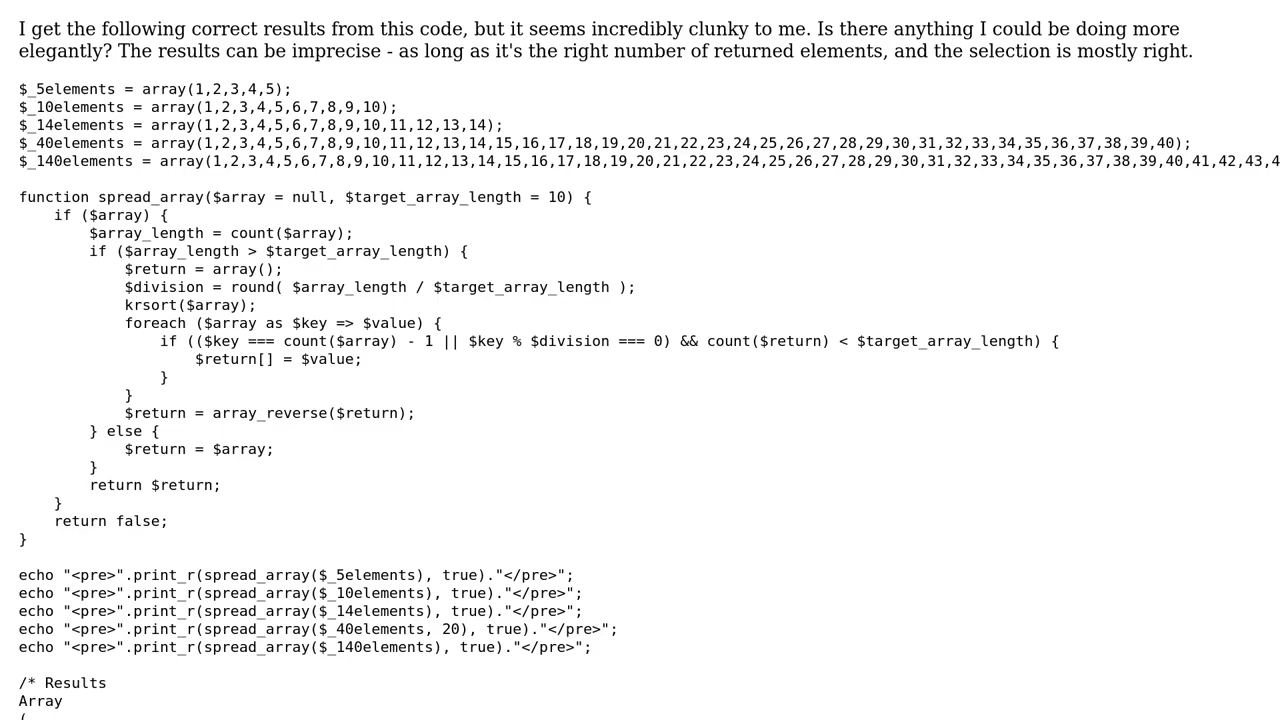 I get the following correct results from this code, but it seems incredibly clunky to me. Is there anything I could be doing more
elegantly? The results can be imprecise - as long as it's the right number of returned elements, and the selection is mostly right.
$_5elements = array(1,2,3,4,5);
$_10elements = array(1,2,3,4,5,6,7,8,9,10);
$_14elements = array(1,2,3,4,5,6,7,8,9,10,11,12,13,14);
$_40elements = array(1,2,3,4,5,6,7,8,9,10,11,12,13,14,15,16,17,18,19,20,21,22,23,24,25,26,27,28,29,30,31,32,33,34,35,36,37,38,39,40);
$_140elements = array(1,2,3,4,5,6,7,8,9,10,11,12,13,14,15,16,17,18,19,20,21,22,23,24,25,26,27,28,29,30,31,32,33,34,35,36,37,38,39,40,41,42,43,4
function spread_array($array = null, $target_array_length = 10) {
    if ($array) {
        $array_length = count($array);
        if ($array_length > $target_array_length) {
            $return = array();
            $division = round( $array_length / $target_array_length );
            krsort($array);
            foreach ($array as $key => $value) {
                if (($key === count($array) - 1 || $key % $division === 0) && count($return) < $target_array_length) {
                    $return[] = $value;
                }
            }
            $return = array_reverse($return);
        } else {
            $return = $array;
        }
        return $return;
    }
    return false;
}
echo "<pre>".print_r(spread_array($_5elements), true)."</pre>";
echo "<pre>".print_r(spread_array($_10elements), true)."</pre>";
echo "<pre>".print_r(spread_array($_14elements), true)."</pre>";
echo "<pre>".print_r(spread_array($_40elements, 20), true)."</pre>";
echo "<pre>".print_r(spread_array($_140elements), true)."</pre>";
/* Results
Array
(